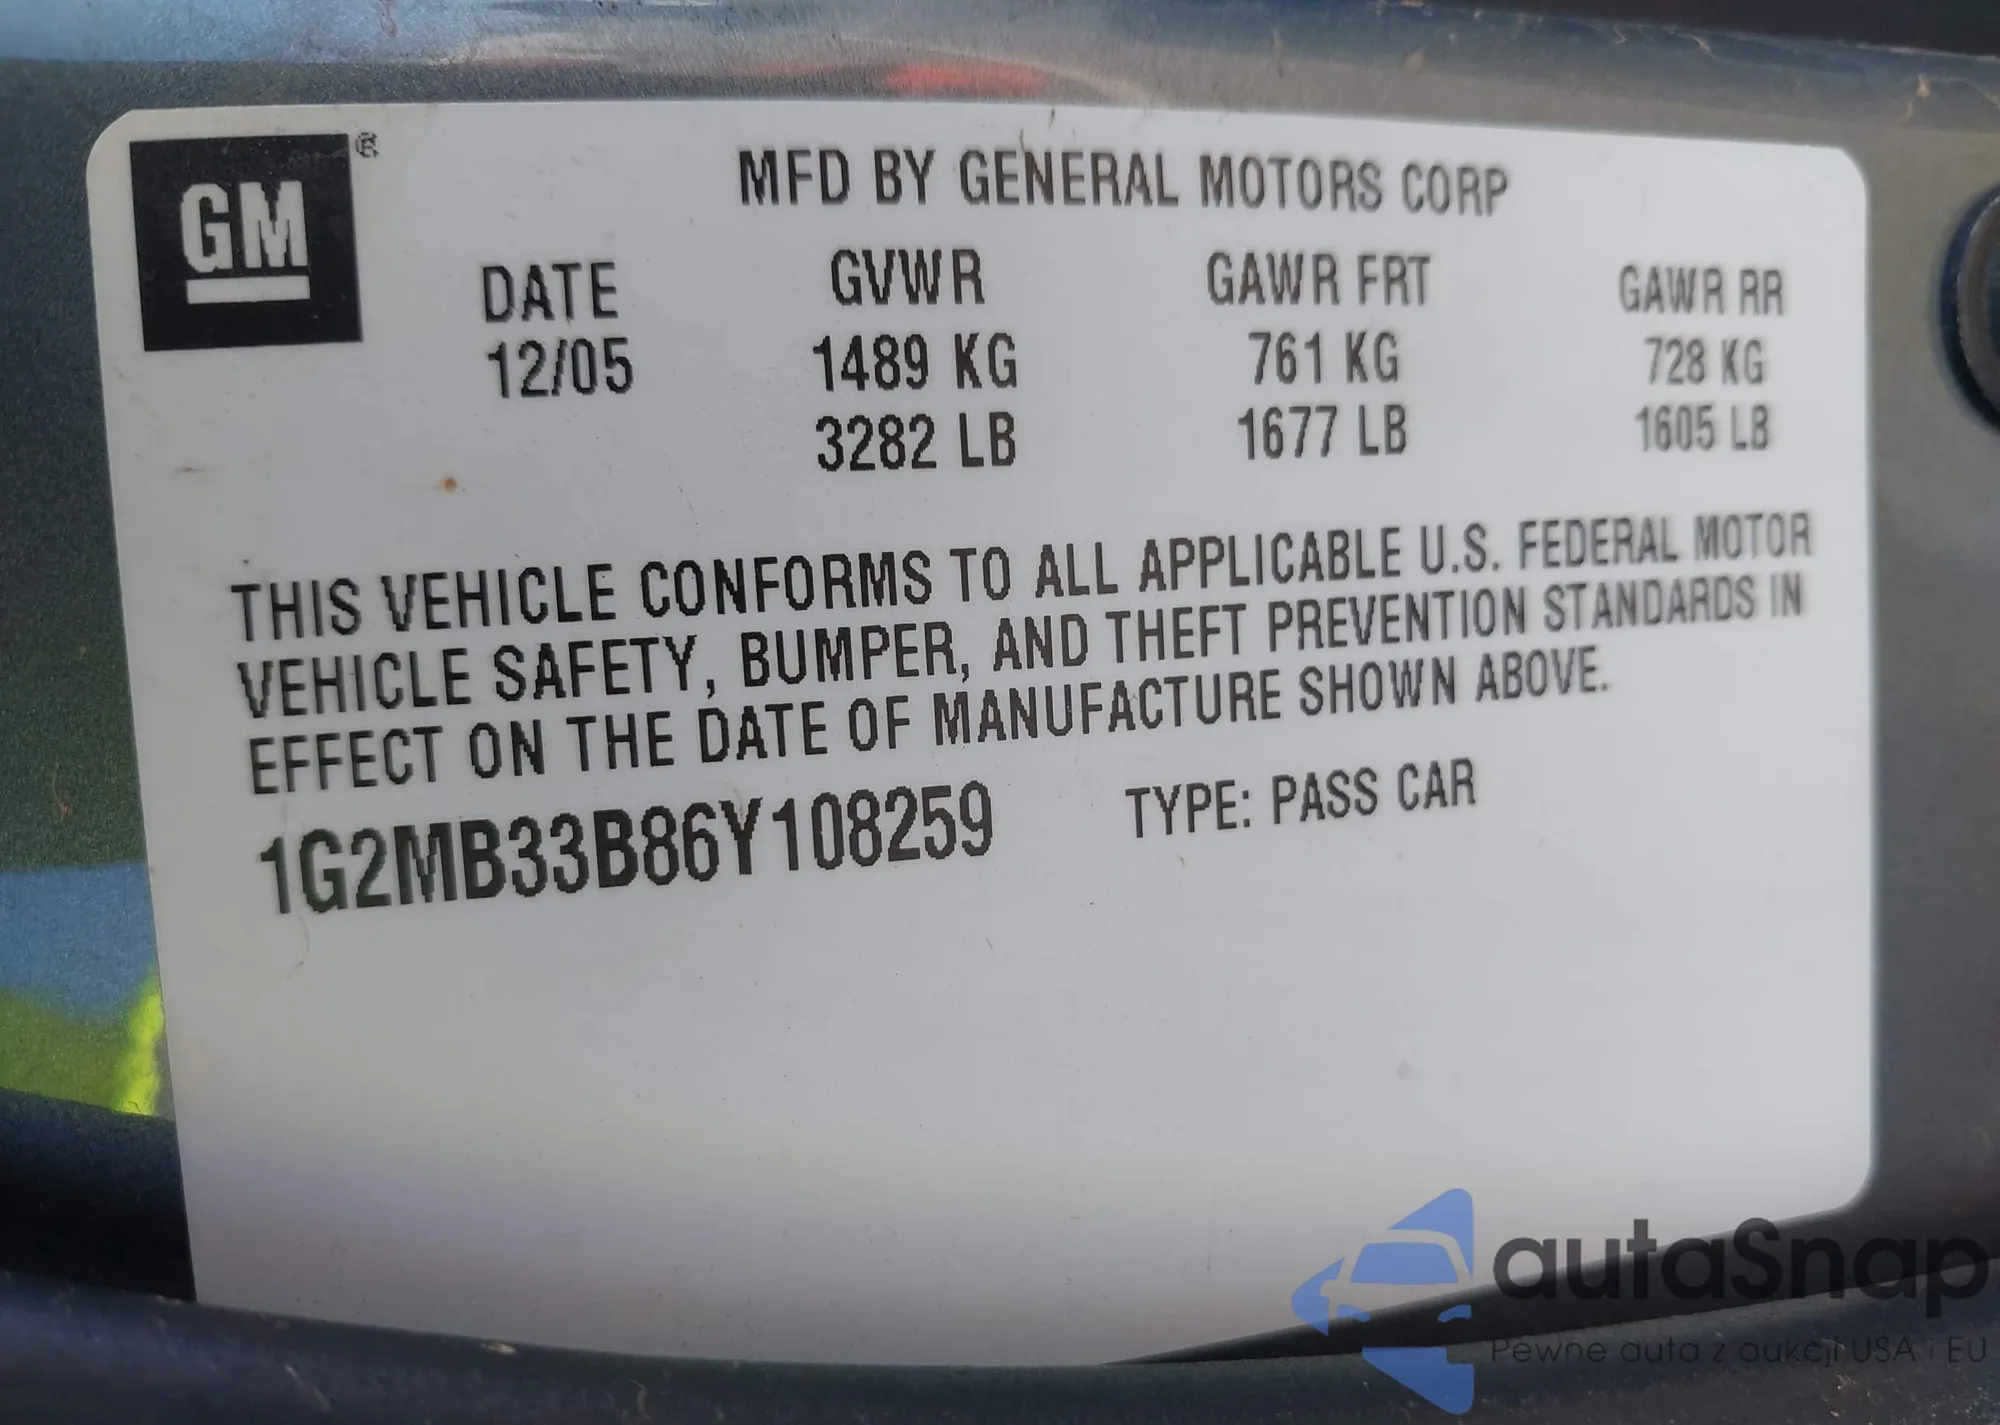 GM ®
MFD BY GENERAL MOTORS CORP
DATE GVWR GAWR FRT GAWR RR
12/05 1489 KG 761 KG 728 KG
3282 LB 1677 LB 1605 LB
THIS VEHICLE CONFORMS TO ALL APPLICABLE U.S. FEDERAL MOTOR
VEHICLE SAFETY, BUMPER, AND THEFT PREVENTION STANDARDS IN
EFFECT ON THE DATE OF MANUFACTURE SHOWN ABOVE.
1G2MB33B86Y108259 TYPE: PASS CAR
autaSnap
Pewne auta z aukcji USA i EU